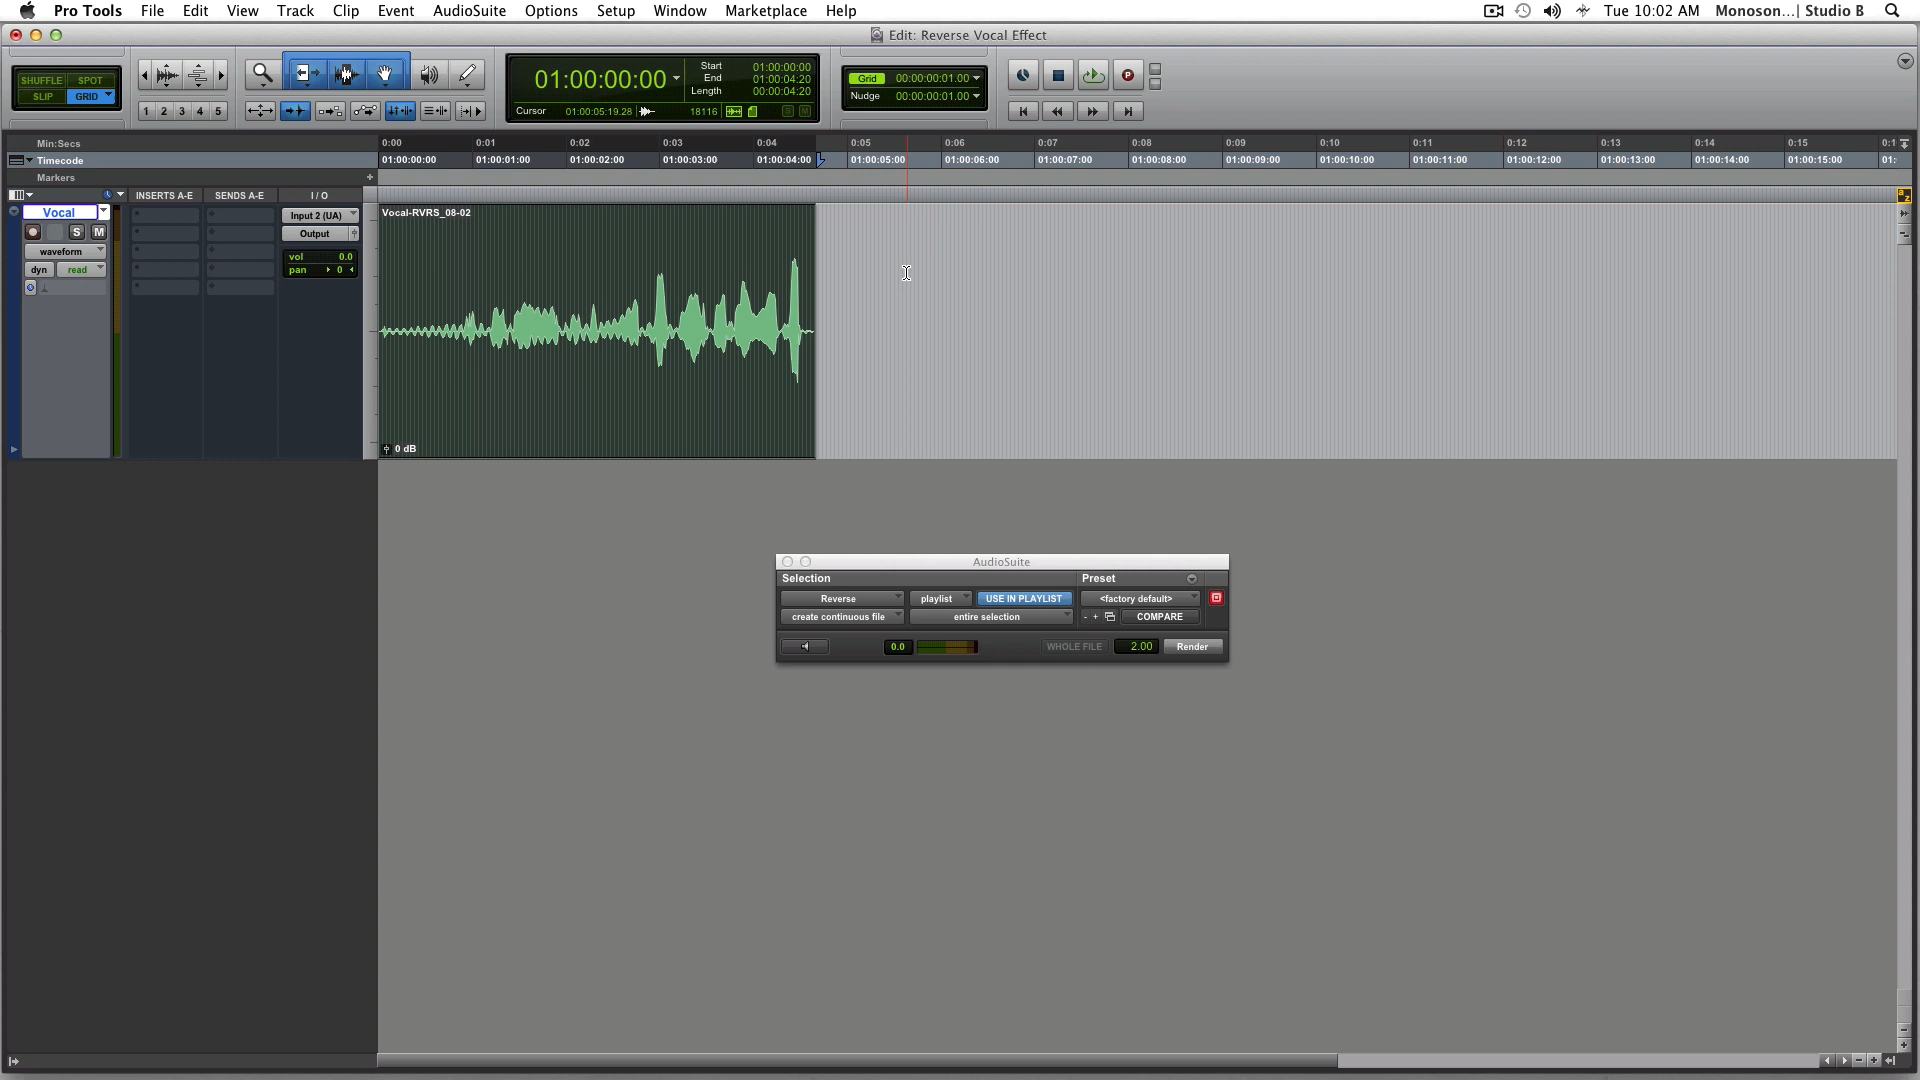 Pro Tools File Edit View Track Clip Event AudioSuite Options Setup Window Marketplace Help Tue 10:02 AM Monoson...| Studio B
Edit: Reverse Vocal Effect
SHUFFLE SPOT
SLIP GRID
1 2 3 4 5
01:00:00:00
Start 01:00:00:00
End 01:00:04:20
Length 00:00:04:20
Cursor 01:00:05:19.28 18116 S M
Grid 00:00:00:01.00
Nudge 00:00:00:01.00
Min:Secs 0:00 0:01 0:02 0:03 0:04 0:05 0:06 0:07 0:08 0:09 0:10 0:11 0:12 0:13 0:14 0:15 0:1
Timecode 01:00:00:00 01:00:01:00 01:00:02:00 01:00:03:00 01:00:04:00 01:00:05:00 01:00:06:00 01:00:07:00 01:00:08:00 01:00:09:00 01:00:10:00 01:00:11:00 01:00:12:00 01:00:13:00 01:00:14:00 01:00:15:00 01:
Markers
INSERTS A-E SENDS A-E I / O
a z
Vocal
S M
waveform
dyn read
Input 2 (UA)
Output
vol 0.0
pan 0
Vocal-RVRS_08-02
0 dB
AudioSuite
Selection Preset
Reverse playlist USE IN PLAYLIST <factory default>
create continuous file entire selection - + COMPARE
0.0 WHOLE FILE 2.00 Render